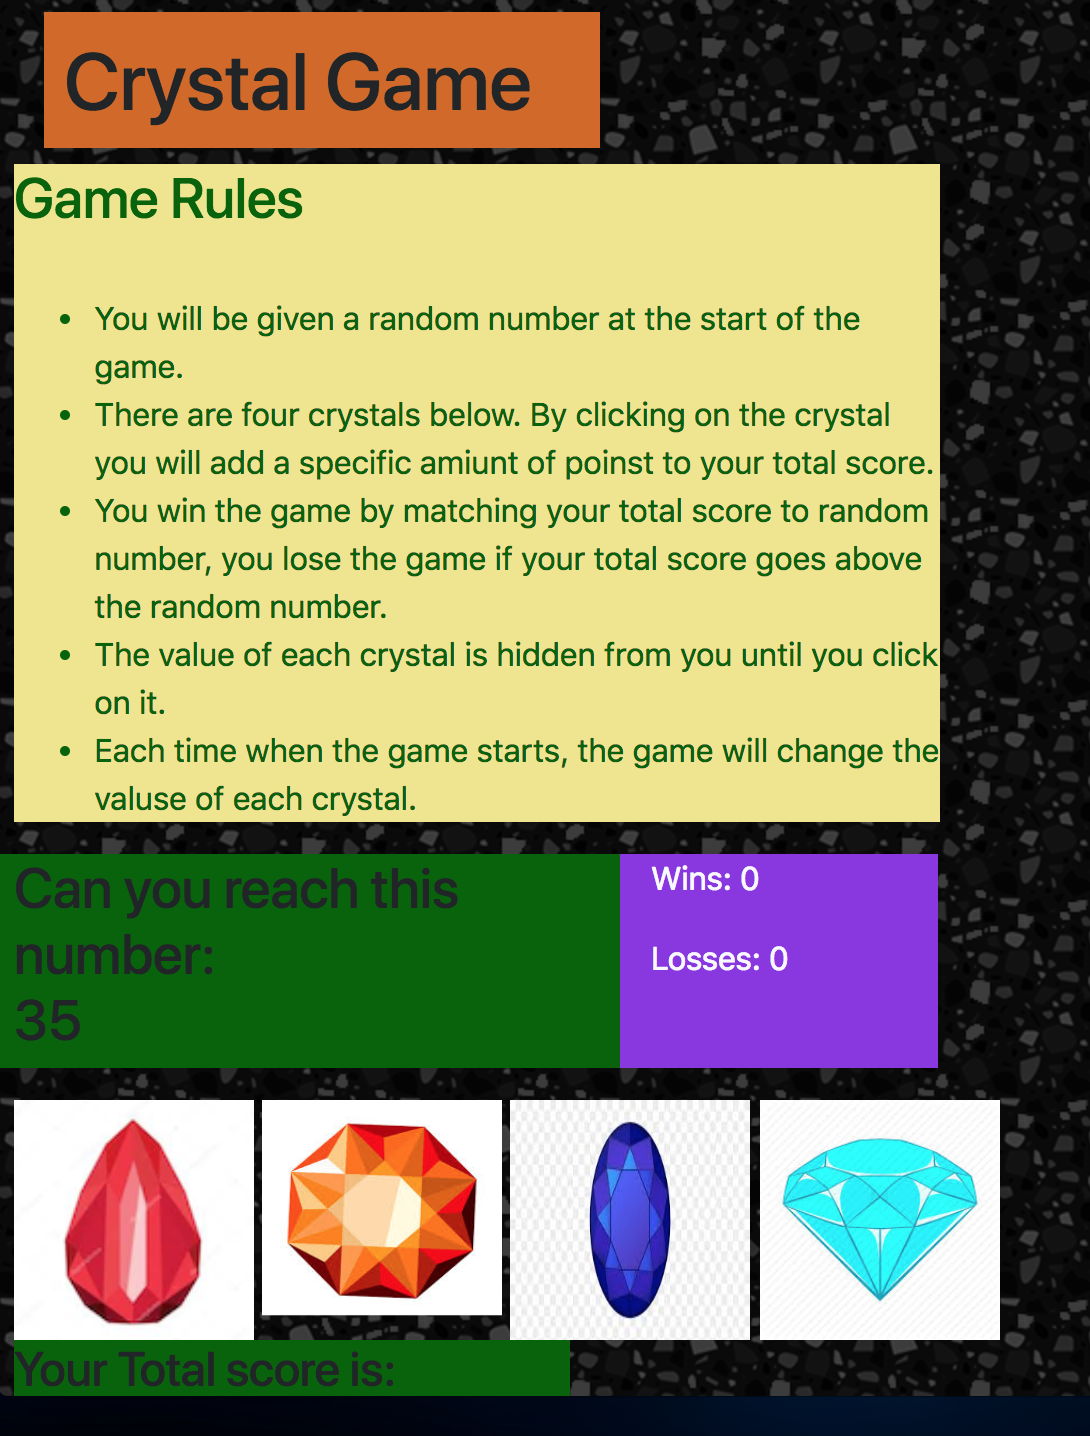 Crystal Game
Game Rules
• You will be given a random number at the start of the
game.
• There are four crystals below. By clicking on the crystal
you will add a specific amiunt of poinst to your total score.
• You win the game by matching your total score to random
number, you lose the game if your total score goes above
the random number.
• The value of each crystal is hidden from you until you click
on it.
• Each time when the game starts, the game will change the
valuse of each crystal.
Can you reach this
number:
35
Wins: 0
Losses: 0
Your Total score is: